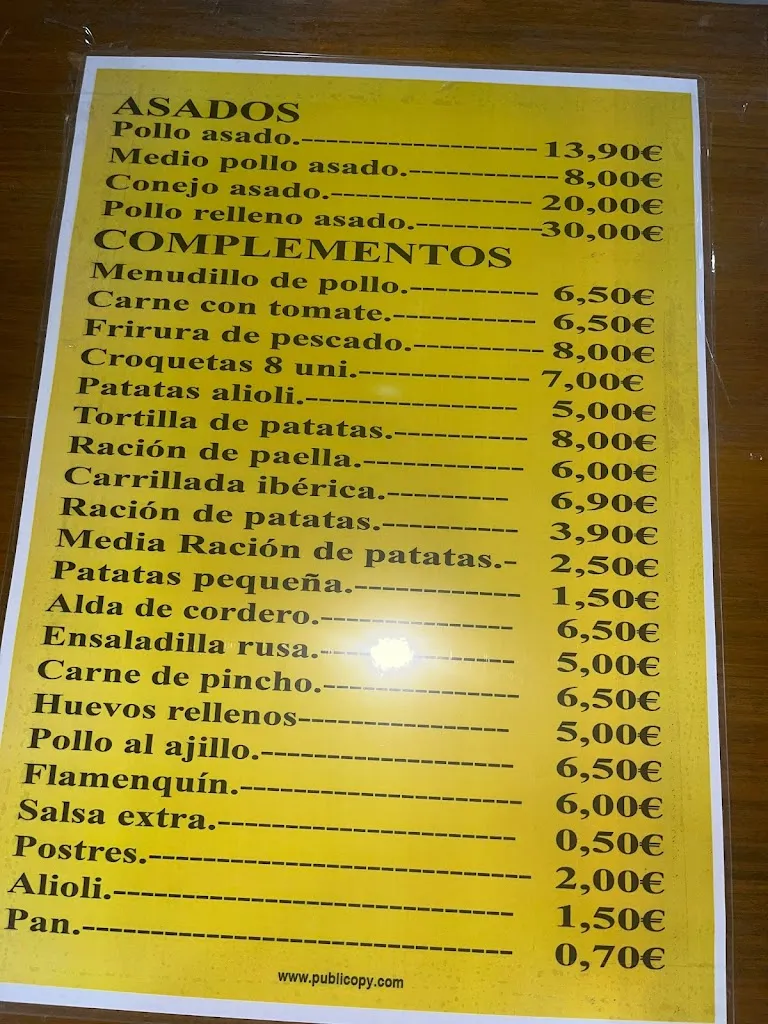 ASADOS
Pollo asado.-------------------- 13,90€
Medio pollo asado.------------- 8,00€
Conejo asado.----------------- 20,00€
Pollo relleno asado.-----------30,00€
COMPLEMENTOS
Menudillo de pollo.----------- 6,50€
Carne con tomate.------------ 6,50€
Frirura de pescado.----------- 8,00€
Croquetas 8 uni.-------------- 7,00€
Patatas alioli.----------------- 5,00€
Tortilla de patatas.----------- 8,00€
Ración de paella.------------- 6,00€
Carrillada ibérica.---------- 6,90€
Ración de patatas.----------- 3,90€
Media Ración de patatas.- 2,50€
Patatas pequeña.------------- 1,50€
Alda de cordero.--------------- 6,50€
Ensaladilla rusa.--------------- 5,00€
Carne de pincho.--------------- 6,50€
Huevos rellenos---------------- 5,00€
Pollo al ajillo.------------------- 6,50€
Flamenquín.--------------------- 6,00€
Salsa extra.----------------------- 0,50€
Postres.---------------------------- 2,00€
Alioli.------------------------------ 1,50€
Pan.-------------------------------- 0,70€
www.publicopy.com